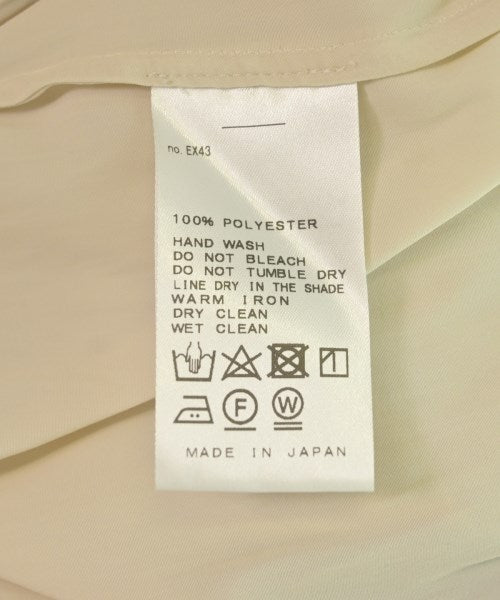 no. EX43
100% POLYESTER
HAND WASH
DO NOT BLEACH
DO NOT TUMBLE DRY
LINE DRY IN THE SHADE
WARM IRON
DRY CLEAN
WET CLEAN
F W
MADE IN JAPAN